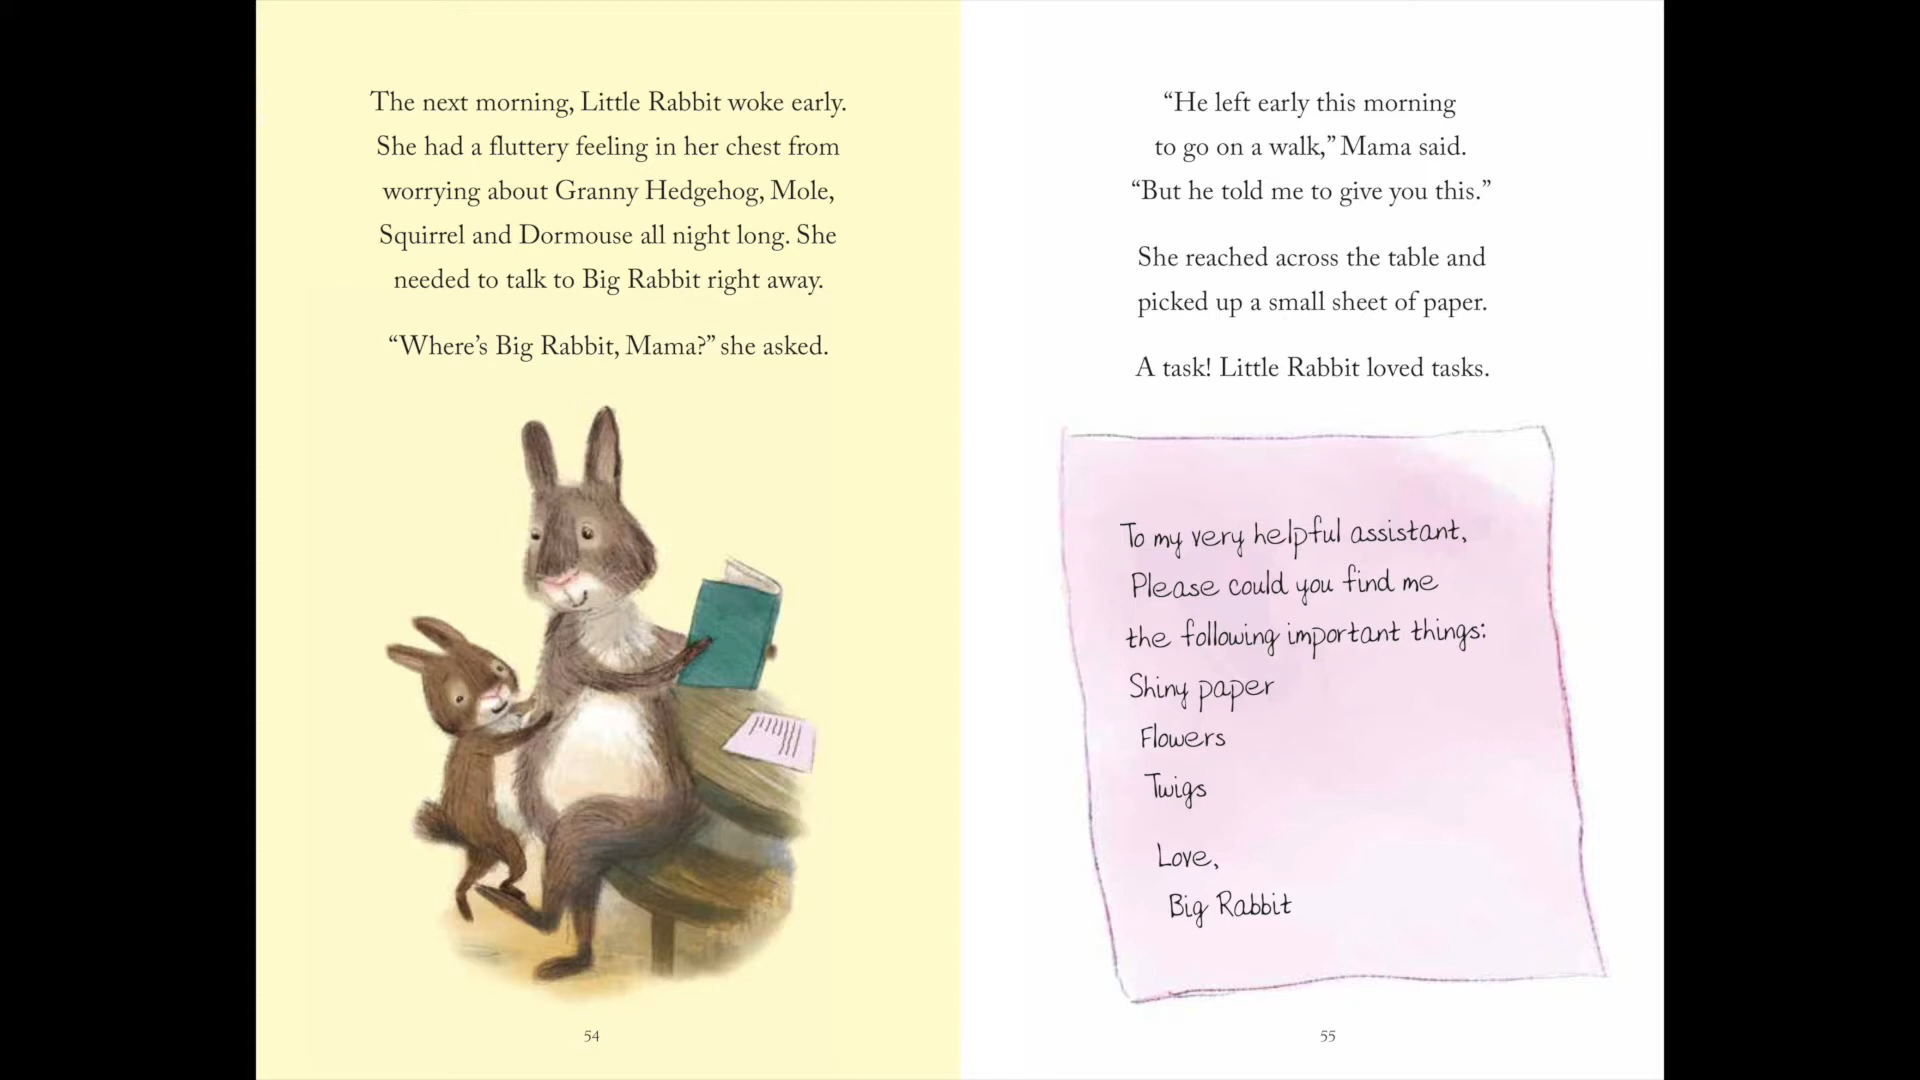 The next morning, Little Rabbit woke early.
She had a fluttery feeling in her chest from
worrying about Granny Hedgehog, Mole,
Squirrel and Dormouse all night long. She
needed to talk to Big Rabbit right away.
“Where’s Big Rabbit, Mama?” she asked.
54
“He left early this morning
to go on a walk,” Mama said.
“But he told me to give you this.”
She reached across the table and
picked up a small sheet of paper.
A task! Little Rabbit loved tasks.
To my very helpful assistant,
Please could you find me
the following important things:
Shiny paper
Flowers
Twigs
Love,
Big Rabbit
55